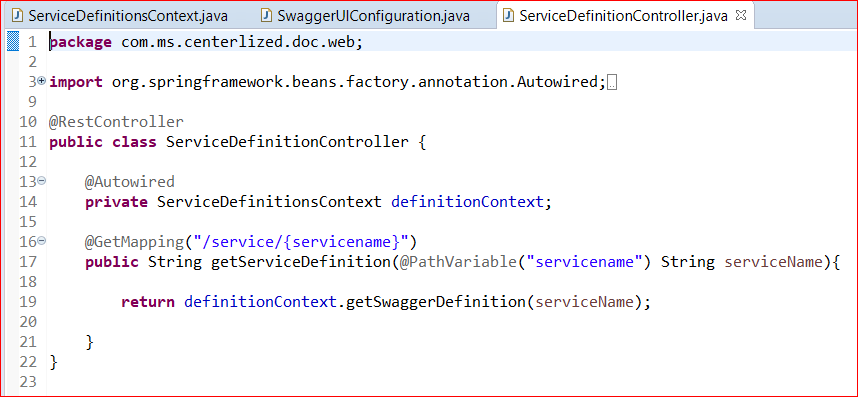 ServiceDefinitionsContext.java SwaggerUIConfiguration.java ServiceDefinitionController.java
1 package com.ms.centerlized.doc.web;
2
3 import org.springframework.beans.factory.annotation.Autowired;
9
10 @RestController
11 public class ServiceDefinitionController {
12
13 @Autowired
14 private ServiceDefinitionsContext definitionContext;
15
16 @GetMapping("/service/{servicename}")
17 public String getServiceDefinition(@PathVariable("servicename") String serviceName){
18
19 return definitionContext.getSwaggerDefinition(serviceName);
20
21 }
22 }
23